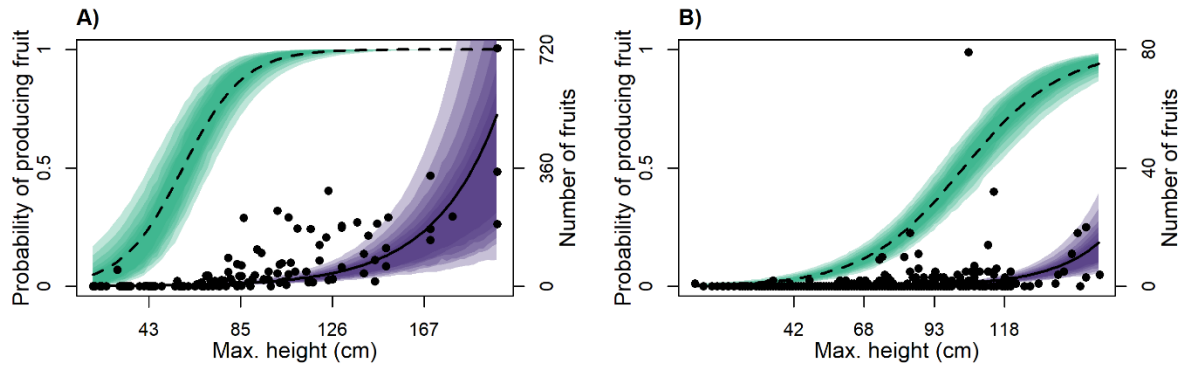 A)
Probability of producing fruit
1
0.5
0
720
360
0
Number of fruits
43
85
126
167
Max. height (cm)
B)
Probability of producing fruit
1
0.5
0
80
40
0
Number of fruits
42
68
93
118
Max. height (cm)